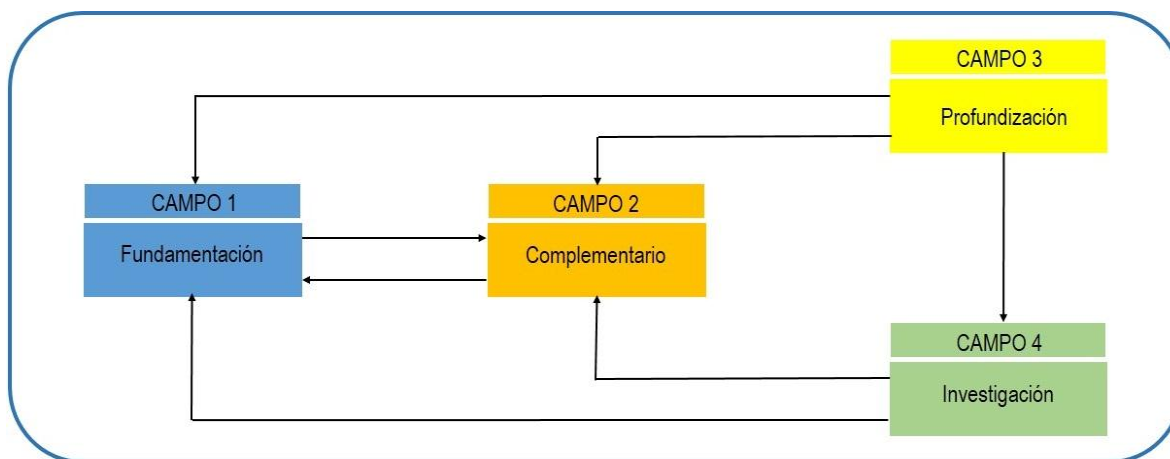 CAMPO 3
Profundización
CAMPO 1
Fundamentación
CAMPO 2
Complementario
CAMPO 4
Investigación